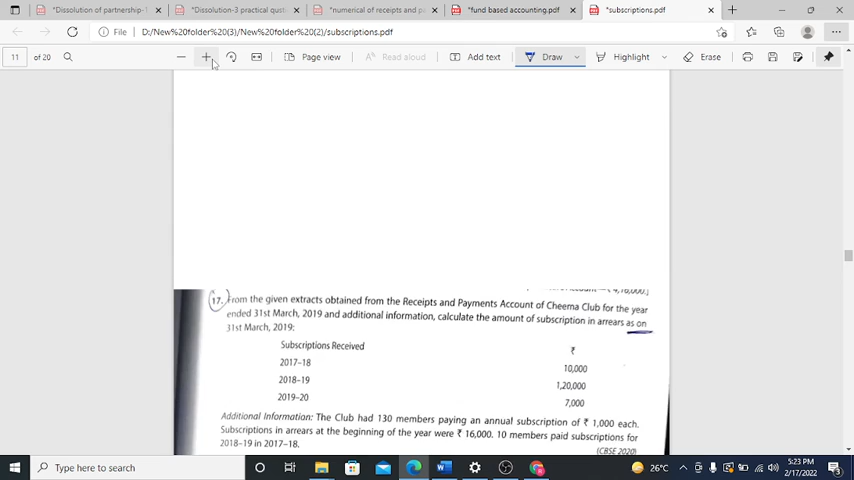 *Dissolution of partnership-
*Dissolution-3 practical qust
*numerical of receipts and pa
*fund based accounting.pdf
*subscriptions.pdf
File D:/New%20folder%20(3)/New%20folder%20(2)/subscriptions.pdf
11 of 20 Page view Read aloud Add text Draw Highlight Erase
17. From the given extracts obtained from the Receipts and Payments Account of Cheema Club for the year
ended 31st March, 2019 and additional information, calculate the amount of subscription in arrears as on
31st March, 2019:
Subscriptions Received ₹
2017–18 10,000
2018–19 1,20,000
2019–20 7,000
Additional Information: The Club had 130 members paying an annual subscription of ₹ 1,000 each.
Subscriptions in arrears at the beginning of the year were ₹ 16,000. 10 members paid subscriptions for
2018–19 in 2017–18.
(CBSE 2020)
Type here to search
26°C
5:23 PM
2/17/2022
3